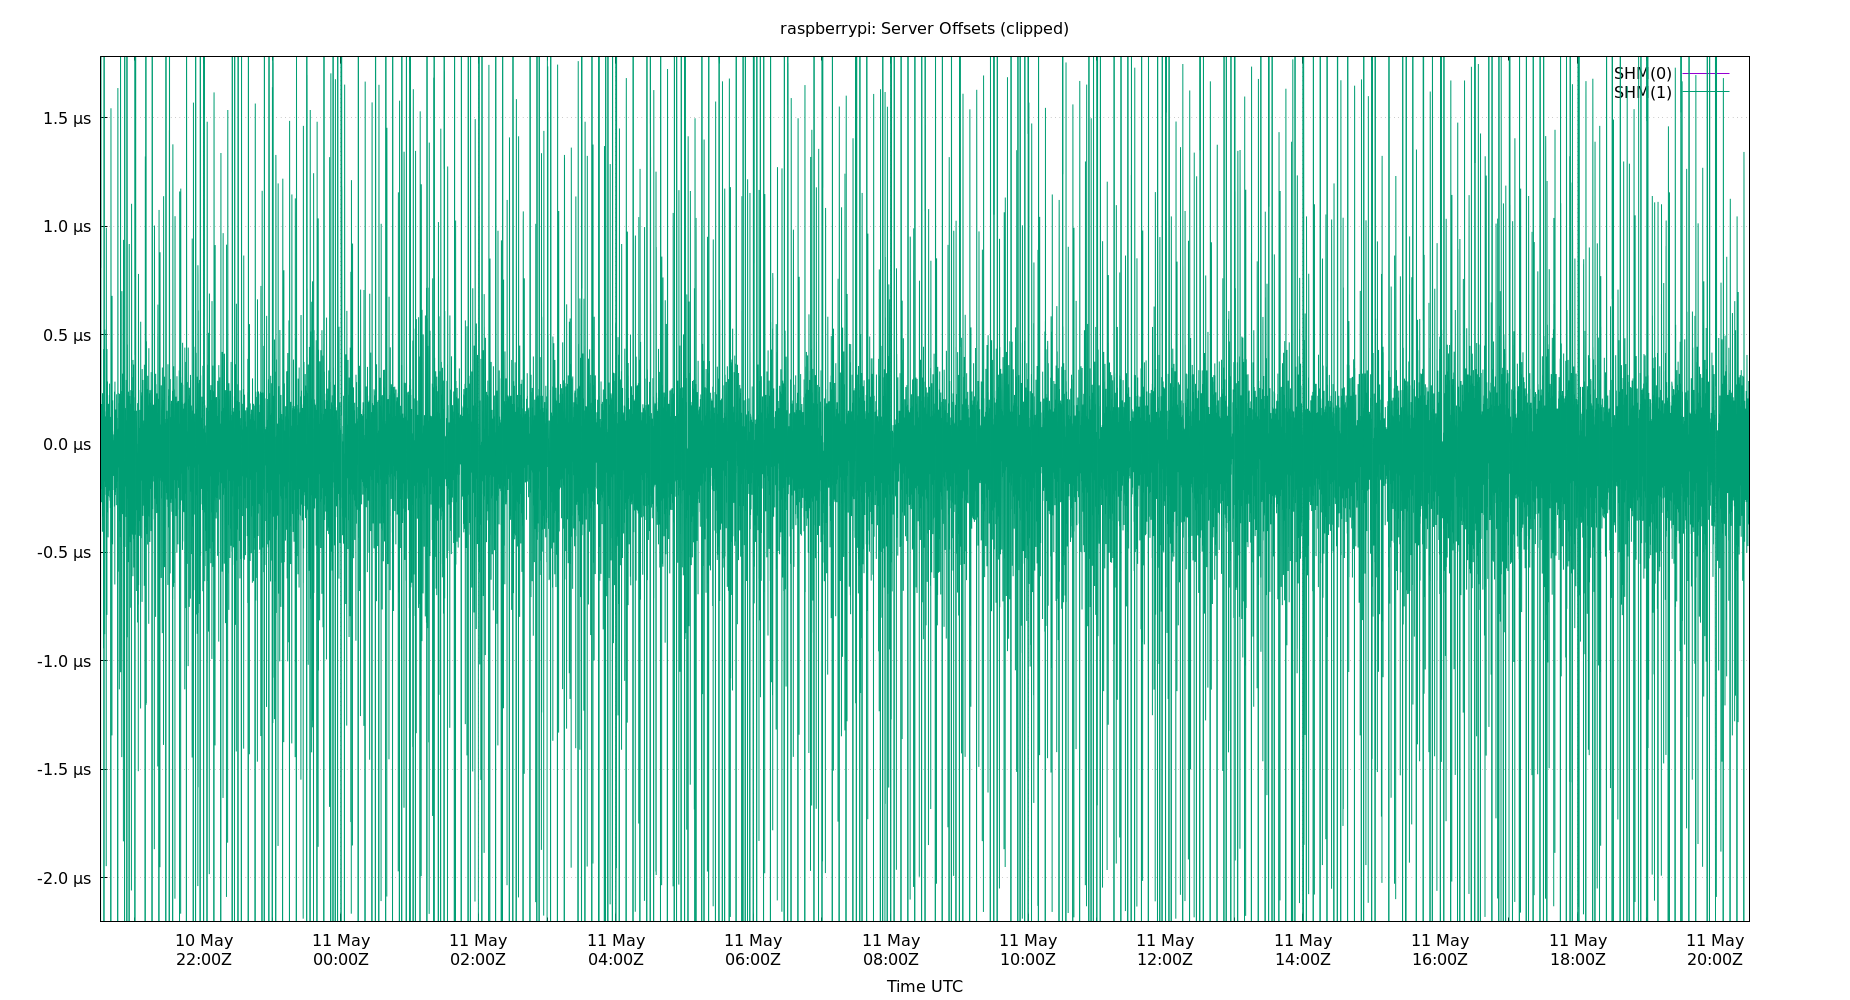 raspberrypi: Server Offsets (clipped)
SHM(0)
SHM(1)
1.5 µs
1.0 µs
0.5 µs
0.0 µs
-0.5 µs
-1.0 µs
-1.5 µs
-2.0 µs
10 May 11 May 11 May 11 May 11 May 11 May 11 May 11 May 11 May 11 May 11 May 11 May
22:00Z 00:00Z 02:00Z 04:00Z 06:00Z 08:00Z 10:00Z 12:00Z 14:00Z 16:00Z 18:00Z 20:00Z
Time UTC